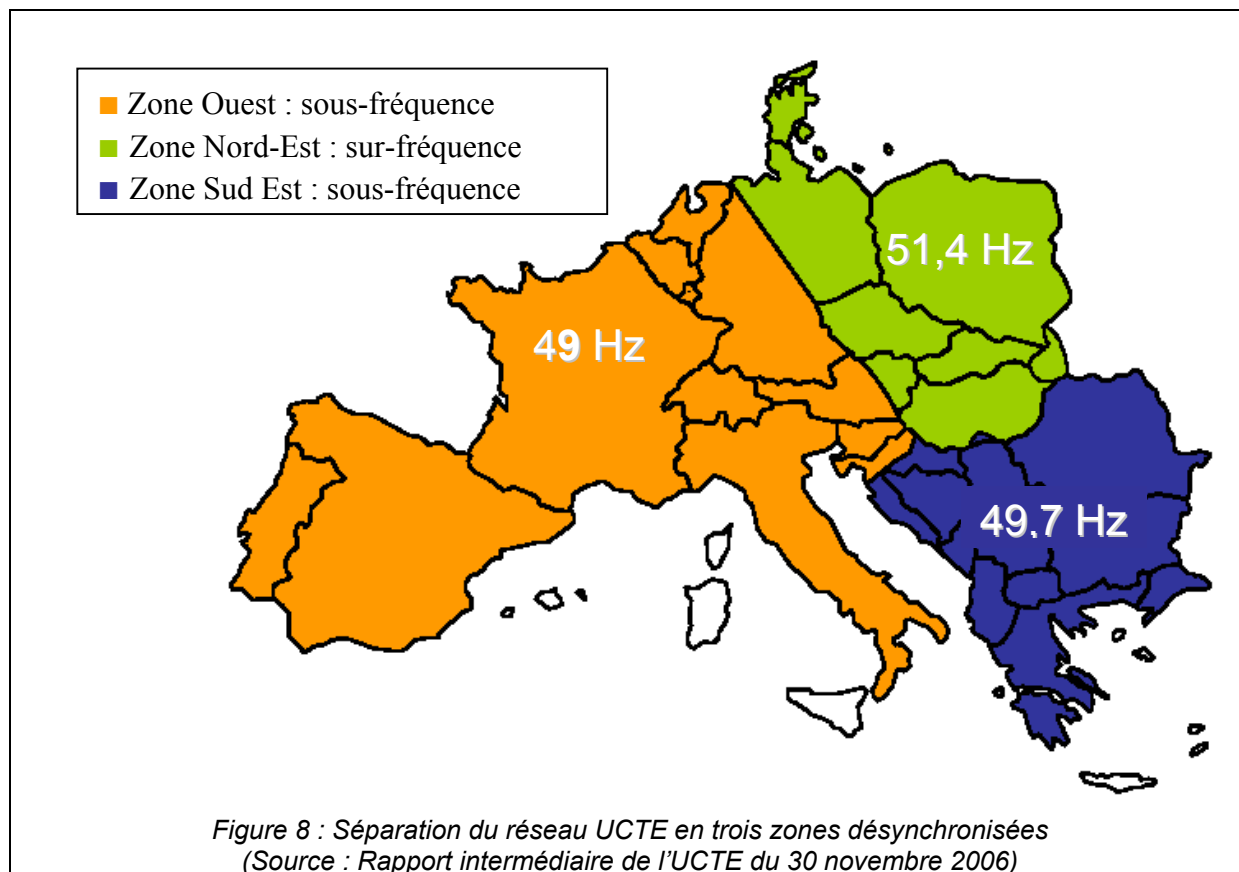 Zone Ouest : sous-fréquence
Zone Nord-Est : sur-fréquence
Zone Sud Est : sous-fréquence
51,4 Hz
49 Hz
49,7 Hz
Figure 8 : Séparation du réseau UCTE en trois zones désynchronisées
(Source : Rapport intermédiaire de l'UCTE du 30 novembre 2006)